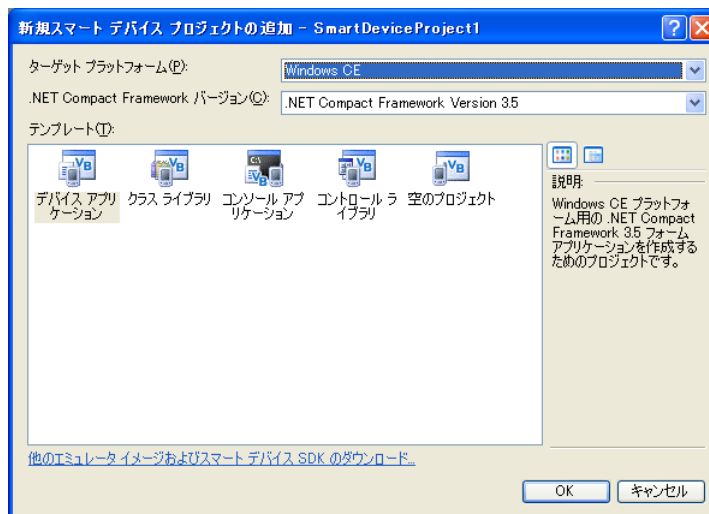 新規スマート デバイス プロジェクトの追加 - SmartDeviceProject1
ターゲット プラットフォーム(P):
Windows CE
.NET Compact Framework バージョン(C):
.NET Compact Framework Version 3.5
テンプレート(T):
デバイス アプリ
ケーション
クラス ライブラリ
コンソール アプ
リケーション
コントロール ラ
イブラリ
空のプロジェクト
説明:
Windows CE プラットフォ
ーム用の .NET Compact
Framework 3.5 フォーム
アプリケーションを作成する
ためのプロジェクトです。
他のエミュレータ イメージおよびスマート デバイス SDK のダウンロード...
OK
キャンセル